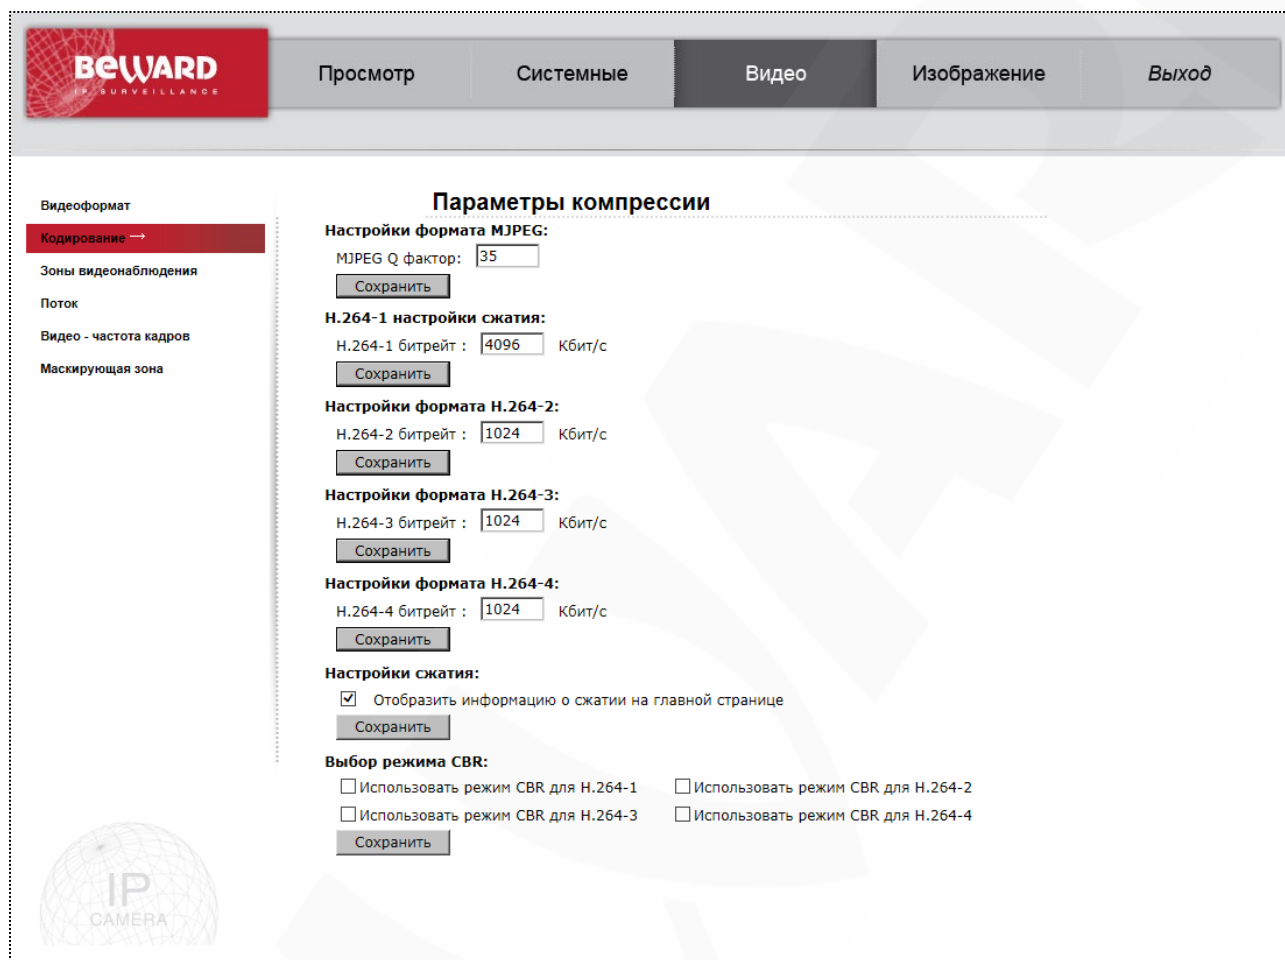 BEWARD
IP SURVEILLANCE
Просмотр
Системные
Видео
Изображение
Выход
Видеоформат
Кодирование →
Зоны видеонаблюдения
Поток
Видео - частота кадров
Маскирующая зона
Параметры компрессии
Настройки формата MJPEG:
MJPEG Q фактор: 35
Сохранить
H.264-1 настройки сжатия:
H.264-1 битрейт : 4096 Кбит/с
Сохранить
Настройки формата H.264-2:
H.264-2 битрейт : 1024 Кбит/с
Сохранить
Настройки формата H.264-3:
H.264-3 битрейт : 1024 Кбит/с
Сохранить
Настройки формата H.264-4:
H.264-4 битрейт : 1024 Кбит/с
Сохранить
Настройки сжатия:
Отобразить информацию о сжатии на главной странице
Сохранить
Выбор режима CBR:
Использовать режим CBR для H.264-1 Использовать режим CBR для H.264-2
Использовать режим CBR для H.264-3 Использовать режим CBR для H.264-4
Сохранить
IP
CAMERA